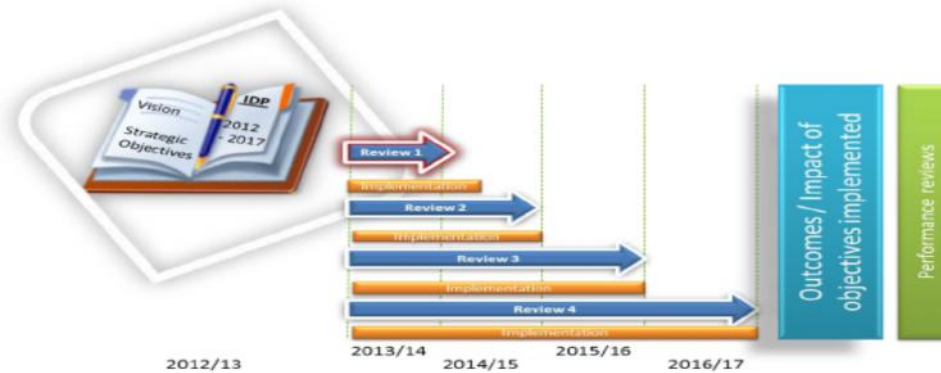 Vision
Strategic
Objectives
IDP
2012
- 2017
Review 1
Implementation
Review 2
Implementation
Review 3
Implementation
Review 4
Implementation
2012/13
2013/14
2014/15
2015/16
2016/17
Outcomes / Impact of
objectives implemented
Performance reviews